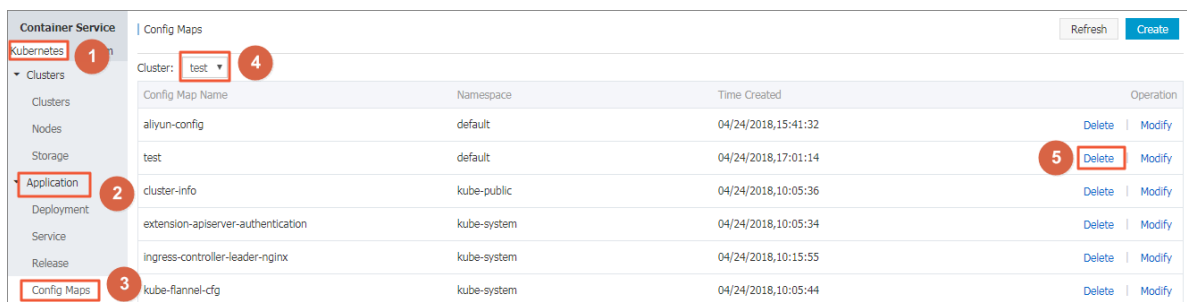 Container Service
Config Maps
Refresh
Create
Kubernetes
1
Cluster: test
4
Clusters
Config Map Name Namespace Time Created Operation
Clusters
aliyun-config default 04/24/2018,15:41:32 Delete Modify
Nodes
Storage
test default 04/24/2018,17:01:14 5 Delete Modify
Application
2
cluster-info kube-public 04/24/2018,10:05:36 Delete Modify
Deployment
extension-apiserver-authentication kube-system 04/24/2018,10:05:34 Delete Modify
Service
Release
ingress-controller-leader-nginx kube-system 04/24/2018,10:15:55 Delete Modify
Config Maps
3
kube-flannel-cfg kube-system 04/24/2018,10:05:44 Delete Modify